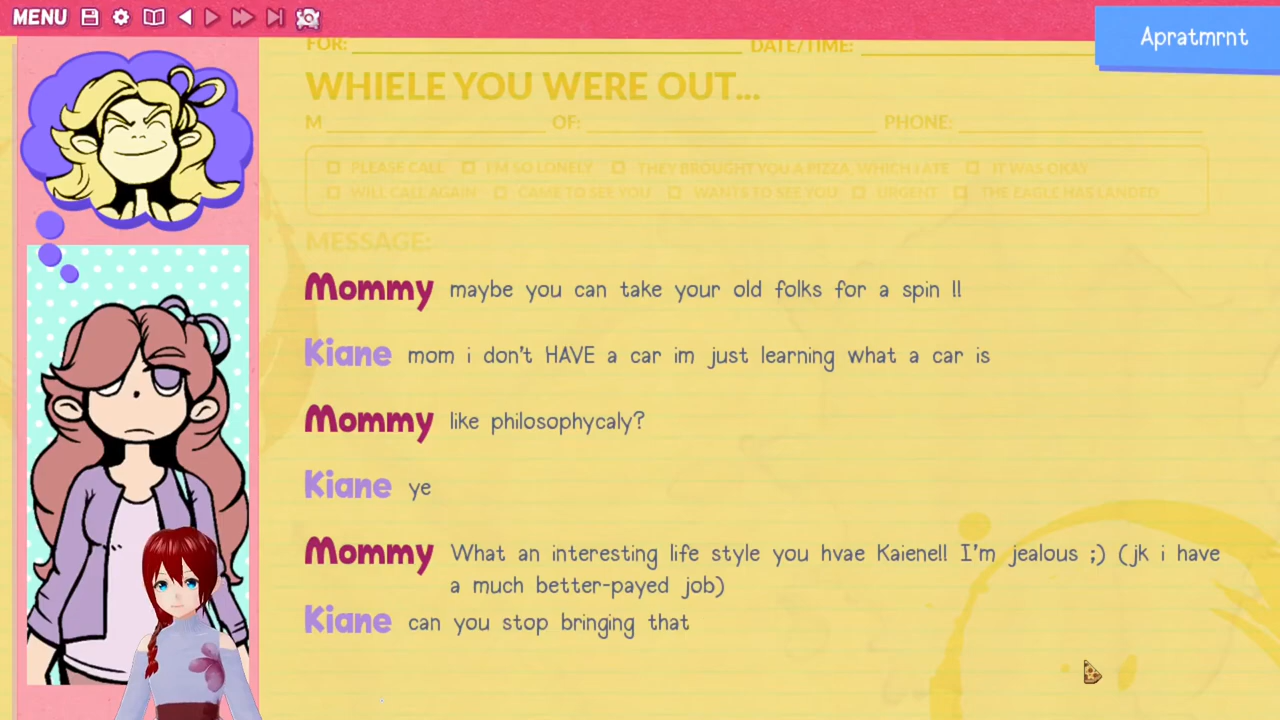 MENU
Apratmrnt
FOR: DATE/TIME:
WHIELE YOU WERE OUT...
M OF: PHONE:
PLEASE CALL I'M SO LONELY THEY BROUGHT YOU A PIZZA, WHICH I ATE IT WAS OKAY
WILL CALL AGAIN CAME TO SEE YOU WANTS TO SEE YOU URGENT THE EAGLE HAS LANDED
MESSAGE:
Mommy maybe you can take your old folks for a spin !!
Kiane mom i don't HAVE a car im just learning what a car is
Mommy like philosophycaly?
Kiane ye
Mommy What an interesting life style you hvae Kaiene!! I'm jealous ;) (jk i have
a much better-payed job)
Kiane can you stop bringing that